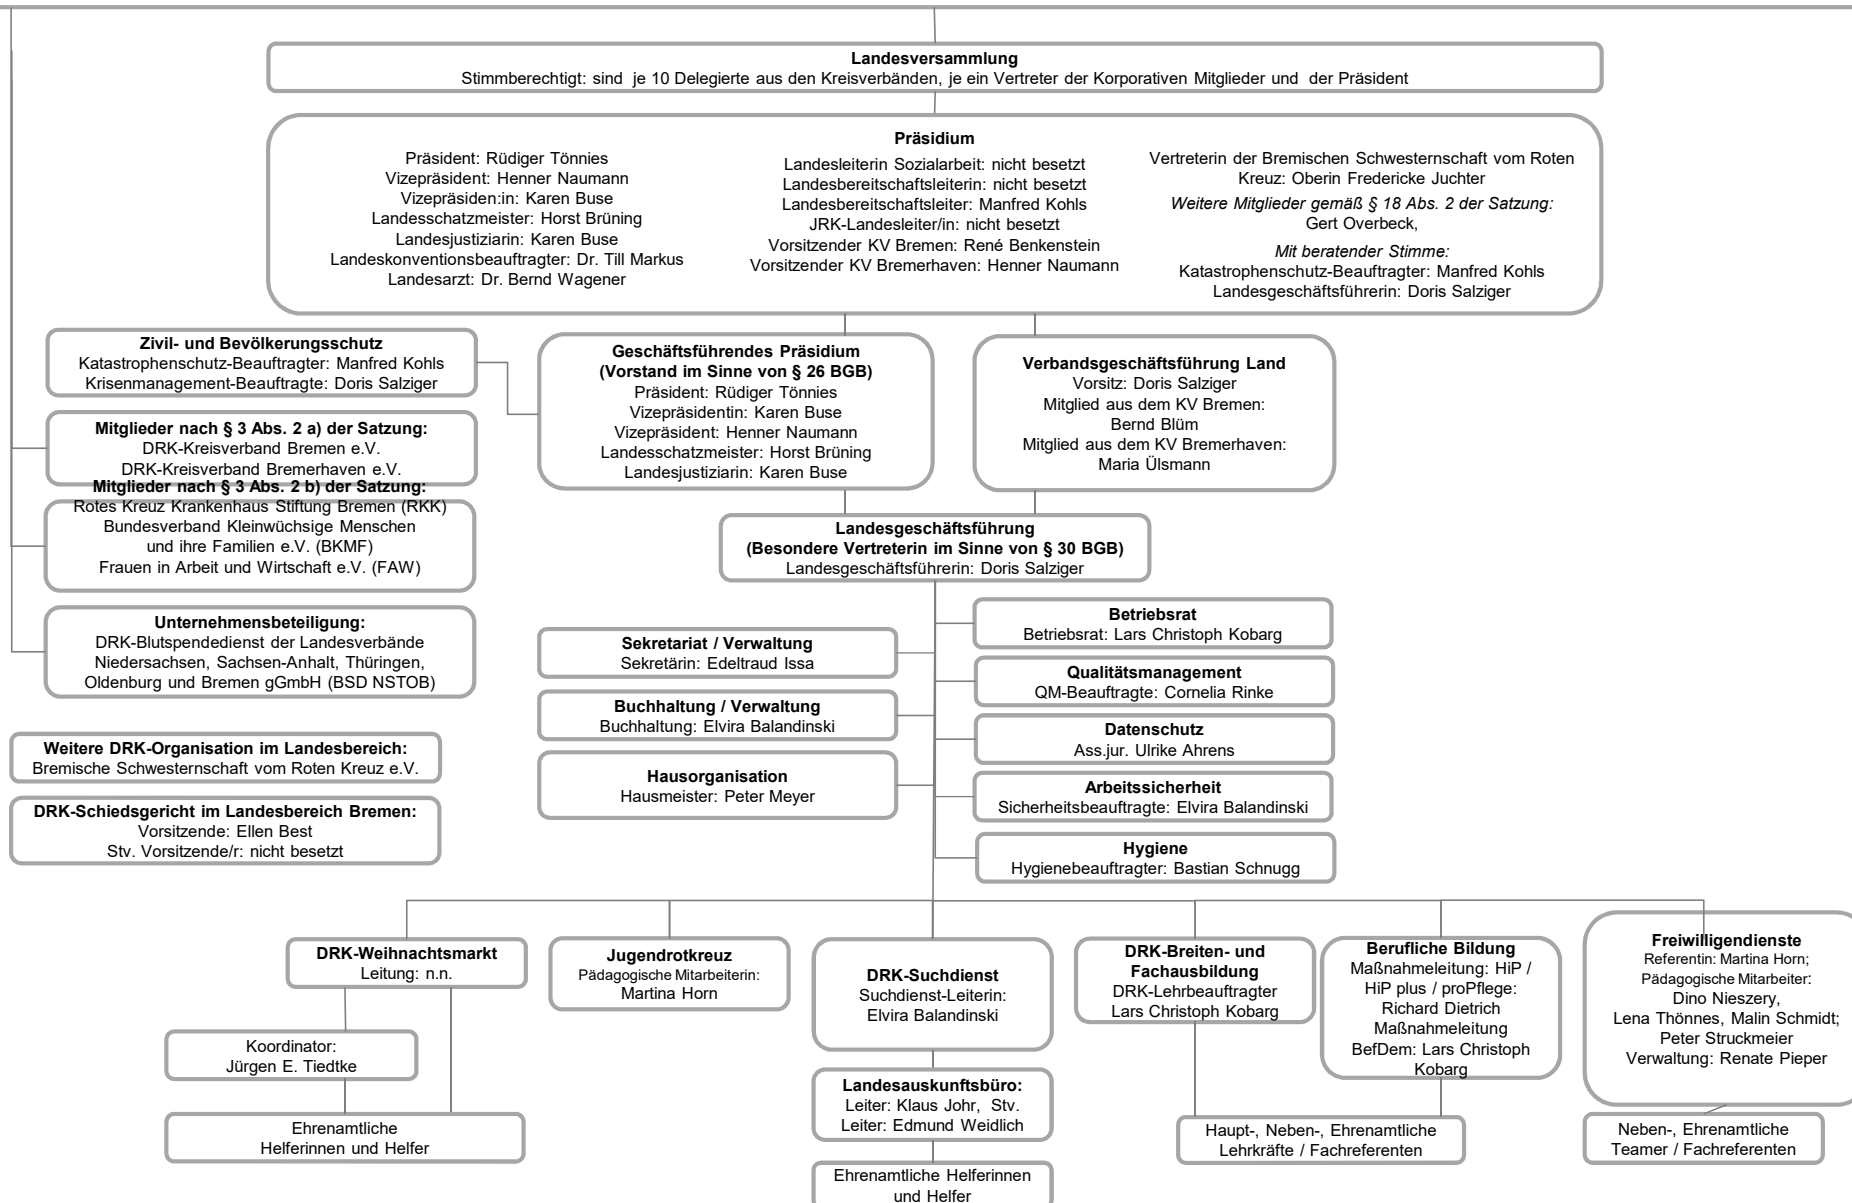 Landesversammlung
Stimmberechtigt: sind je 10 Delegierte aus den Kreisverbänden, je ein Vertreter der Korporativen Mitglieder und der Präsident
Präsidium
Präsident: Rüdiger Tönnies
Vizepräsident: Henner Naumann
Vizepräsiden:in: Karen Buse
Landesschatzmeister: Horst Brüning
Landesjustiziarin: Karen Buse
Landeskonventionsbeauftragter: Dr. Till Markus
Landesarzt: Dr. Bernd Wagener
Landesleiterin Sozialarbeit: nicht besetzt
Landesbereitschaftsleiterin: nicht besetzt
Landesbereitschaftsleiter: Manfred Kohls
JRK-Landesleiter/in: nicht besetzt
Vorsitzender KV Bremen: René Benkenstein
Vorsitzender KV Bremerhaven: Henner Naumann
Vertreterin der Bremischen Schwesternschaft vom Roten
Kreuz: Oberin Fredericke Juchter
Weitere Mitglieder gemäß § 18 Abs. 2 der Satzung:
Gert Overbeck,
Mit beratender Stimme:
Katastrophenschutz-Beauftragter: Manfred Kohls
Landesgeschäftsführerin: Doris Salziger
Zivil- und Bevölkerungsschutz
Katastrophenschutz-Beauftragter: Manfred Kohls
Krisenmanagement-Beauftragte: Doris Salziger
Mitglieder nach § 3 Abs. 2 a) der Satzung:
DRK-Kreisverband Bremen e.V.
DRK-Kreisverband Bremerhaven e.V.
Mitglieder nach § 3 Abs. 2 b) der Satzung:
Rotes Kreuz Krankenhaus Stiftung Bremen (RKK)
Bundesverband Kleinwüchsige Menschen
und ihre Familien e.V. (BKMF)
Frauen in Arbeit und Wirtschaft e.V. (FAW)
Unternehmensbeteiligung:
DRK-Blutspendedienst der Landesverbände
Niedersachsen, Sachsen-Anhalt, Thüringen,
Oldenburg und Bremen gGmbH (BSD NSTOB)
Weitere DRK-Organisation im Landesbereich:
Bremische Schwesternschaft vom Roten Kreuz e.V.
DRK-Schiedsgericht im Landesbereich Bremen:
Vorsitzende: Ellen Best
Stv. Vorsitzende/r: nicht besetzt
Geschäftsführendes Präsidium
(Vorstand im Sinne von § 26 BGB)
Präsident: Rüdiger Tönnies
Vizepräsidentin: Karen Buse
Vizepräsident: Henner Naumann
Landesschatzmeister: Horst Brüning
Landesjustiziarin: Karen Buse
Verbandsgeschäftsführung Land
Vorsitz: Doris Salziger
Mitglied aus dem KV Bremen:
Bernd Blüm
Mitglied aus dem KV Bremerhaven:
Maria Ülsmann
Landesgeschäftsführung
(Besondere Vertreterin im Sinne von § 30 BGB)
Landesgeschäftsführerin: Doris Salziger
Sekretariat / Verwaltung
Sekretärin: Edeltraud Issa
Buchhaltung / Verwaltung
Buchhaltung: Elvira Balandinski
Hausorganisation
Hausmeister: Peter Meyer
Betriebsrat
Betriebsrat: Lars Christoph Kobarg
Qualitätsmanagement
QM-Beauftragte: Cornelia Rinke
Datenschutz
Ass.jur. Ulrike Ahrens
Arbeitssicherheit
Sicherheitsbeauftragte: Elvira Balandinski
Hygiene
Hygienebeauftragter: Bastian Schnugg
DRK-Weihnachtsmarkt
Leitung: n.n.
Koordinator:
Jürgen E. Tiedtke
Ehrenamtliche
Helferinnen und Helfer
Jugendrotkreuz
Pädagogische Mitarbeiterin:
Martina Horn
DRK-Suchdienst
Suchdienst-Leiterin:
Elvira Balandinski
Landesauskunftsbüro:
Leiter: Klaus Johr, Stv.
Leiter: Edmund Weidlich
Ehrenamtliche Helferinnen
und Helfer
DRK-Breiten- und
Fachausbildung
DRK-Lehrbeauftragter
Lars Christoph Kobarg
Berufliche Bildung
Maßnahmeleitung: HiP /
HiP plus / proPflege:
Richard Dietrich
Maßnahmeleitung
BefDem: Lars Christoph
Kobarg
Haupt-, Neben-, Ehrenamtliche
Lehrkräfte / Fachreferenten
Freiwilligendienste
Referentin: Martina Horn;
Pädagogische Mitarbeiter:
Dino Nieszery,
Lena Thönnes, Malin Schmidt;
Peter Struckmeier
Verwaltung: Renate Pieper
Neben-, Ehrenamtliche
Teamer / Fachreferenten